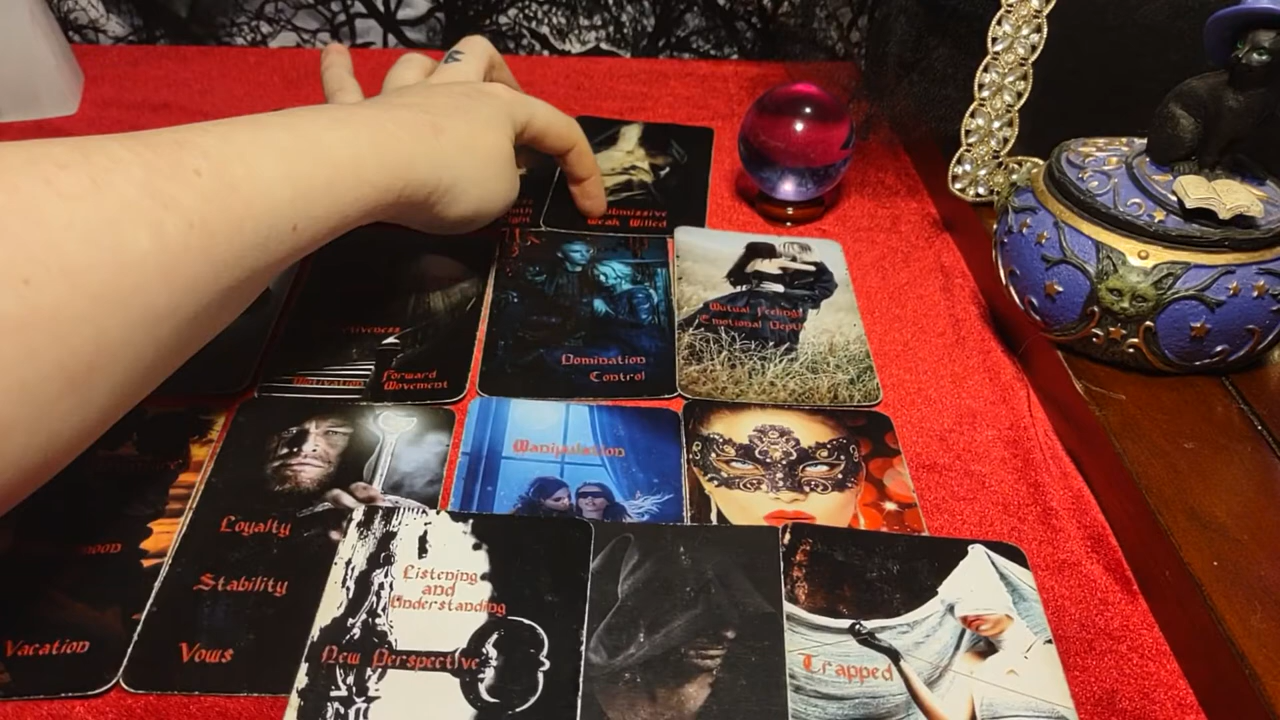 Submissive
Weak Willed
Mutual Feelings
Emotional Depth
Domination
Control
Motivation
Forward
Movement
Manipulation
Loyalty
Stability
Vows
Vacation
Listening
and
Understanding
New Perspective
Trapped